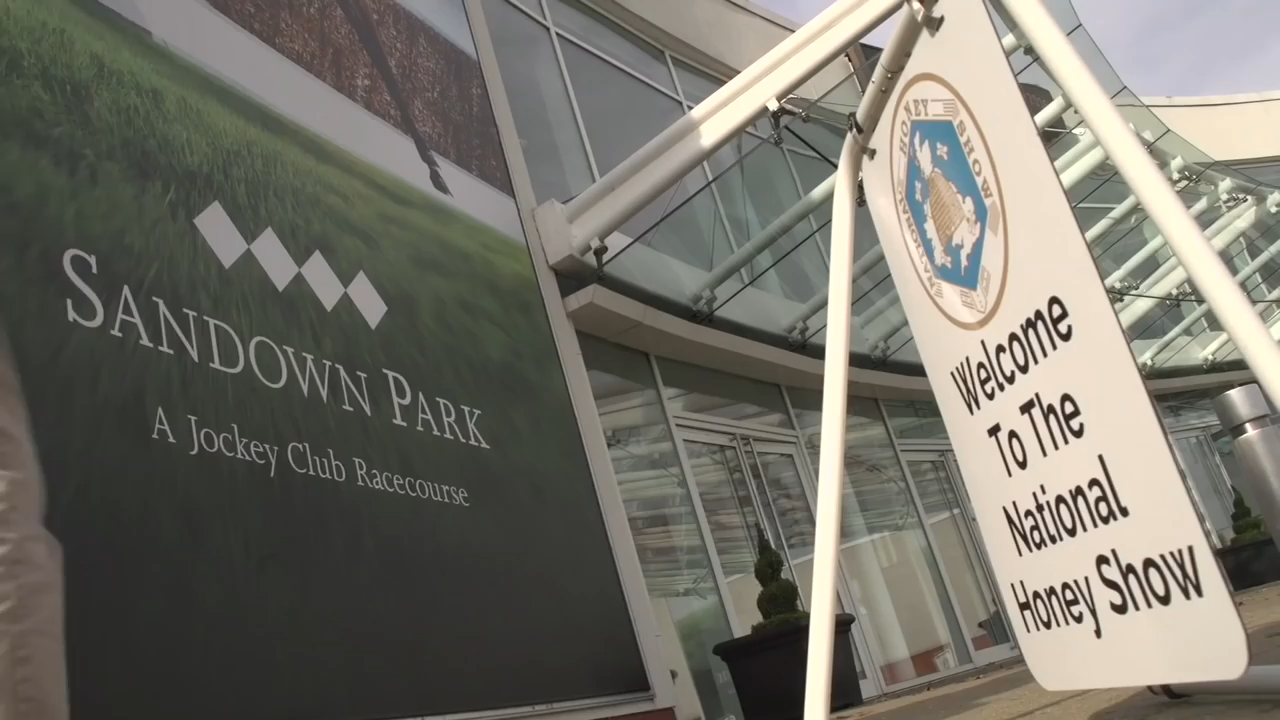 SANDOWN PARK
A Jockey Club Racecourse
NATIONAL HONEY SHOW
Welcome
To The
National
Honey Show